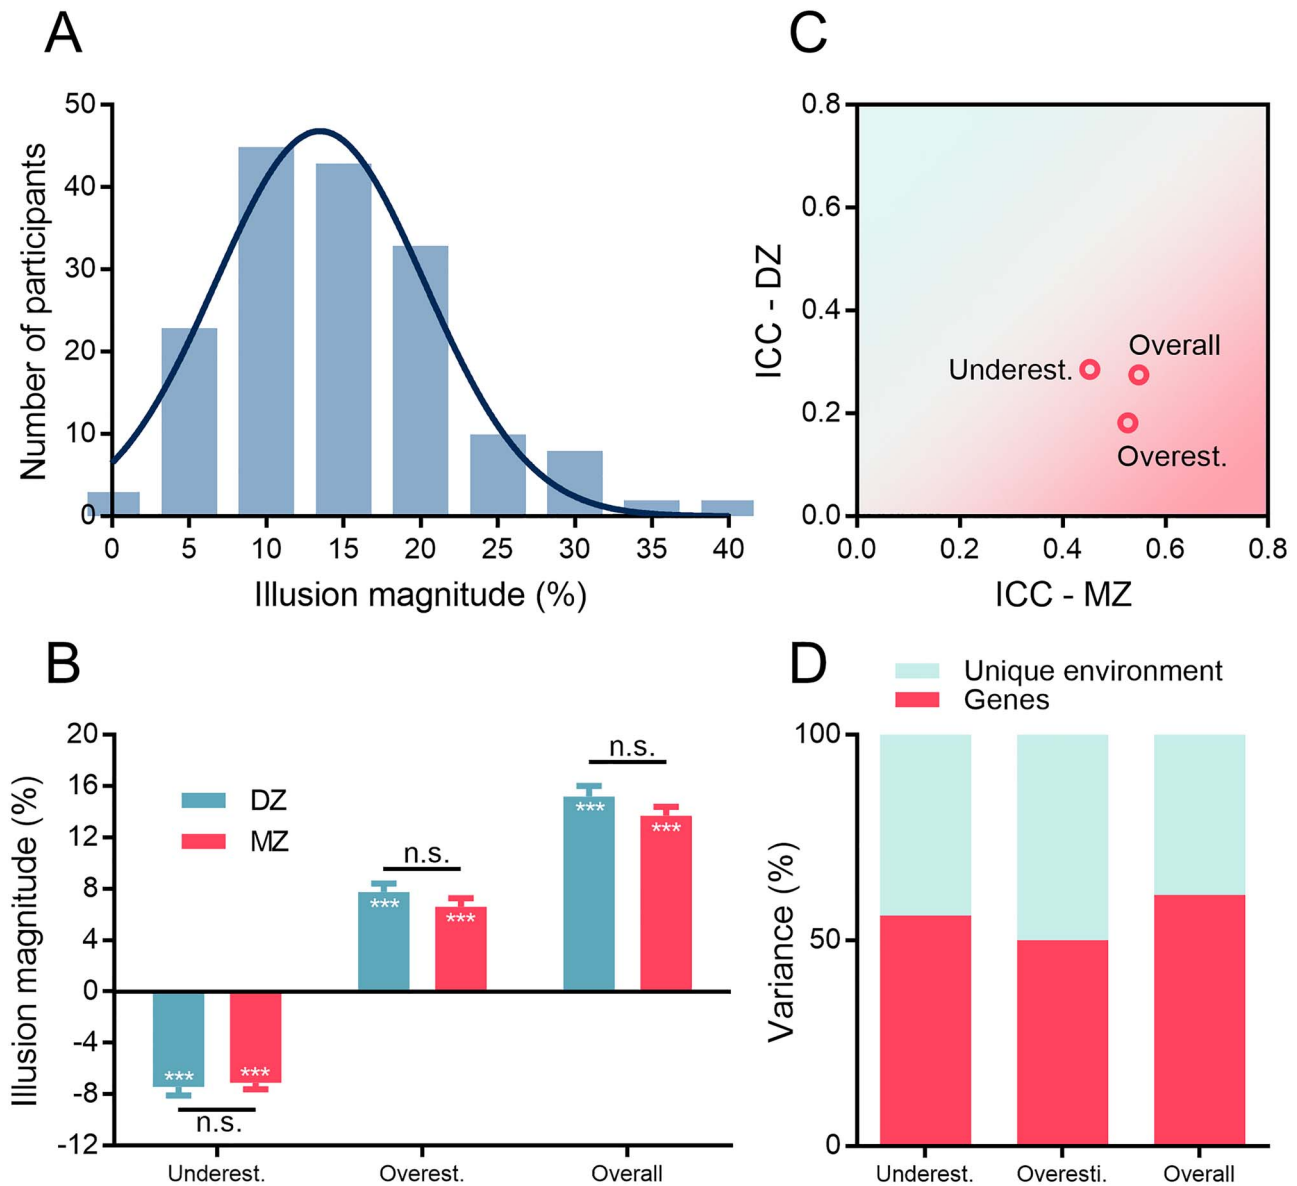 A
50
40
30
20
10
0
Number of participants
0 5 10 15 20 25 30 35 40
Illusion magnitude (%)
C
0.8
0.6
0.4
0.2
0.0
ICC - DZ
Overall
Underest.
Overest.
0.0 0.2 0.4 0.6 0.8
ICC - MZ
B
20
16
12
8
4
0
-4
-8
-12
Illusion magnitude (%)
DZ
MZ
n.s.
n.s.
n.s.
*** *** *** *** *** ***
Underest. Overest. Overall
D
Unique environment
Genes
100
50
0
Variance (%)
Underest. Overesti. Overall